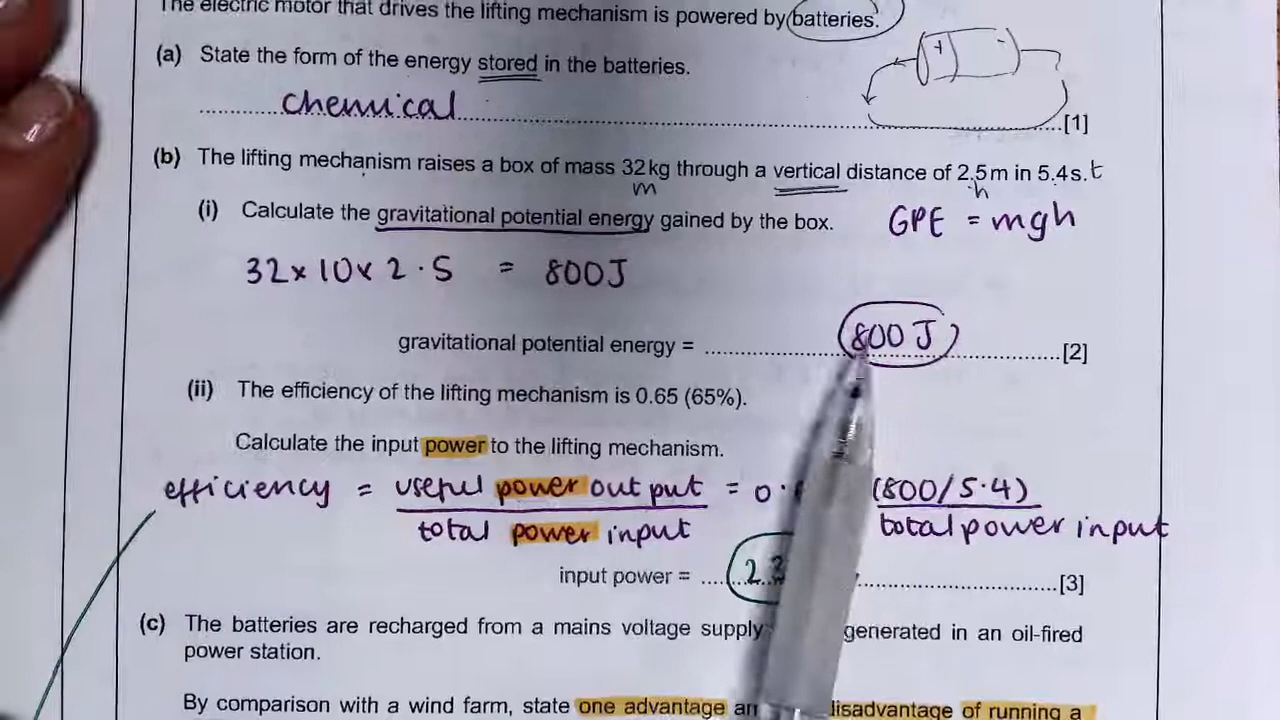 The electric motor that drives the lifting mechanism is powered by batteries.
+ -
(a) State the form of the energy stored in the batteries.
chemical [1]
(b) The lifting mechanism raises a box of mass 32 kg through a vertical distance of 2.5 m in 5.4 s. t
m h
(i) Calculate the gravitational potential energy gained by the box. GPE = mgh
32 × 10 × 2.5 = 800J
gravitational potential energy = 800 J [2]
(ii) The efficiency of the lifting mechanism is 0.65 (65%).
Calculate the input power to the lifting mechanism.
efficiency = useful power output = 0. (800/5.4)
total power input total power input
input power = 2 [3]
(c) The batteries are recharged from a mains voltage supply generated in an oil-fired
power station.
By comparison with a wind farm, state one advantage disadvantage of running a